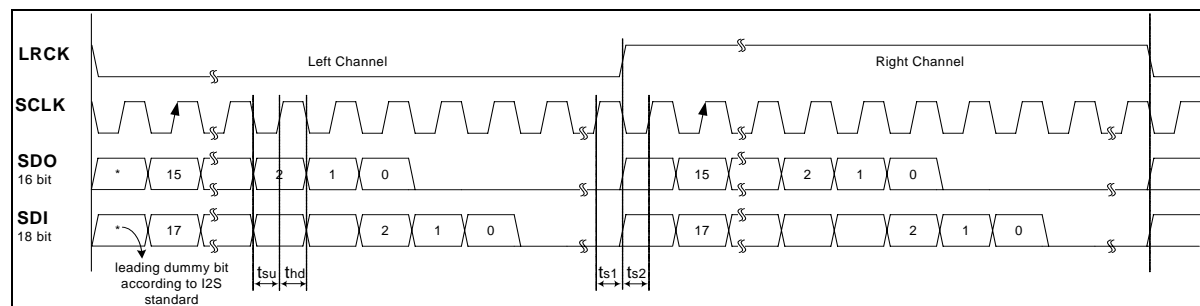 LRCK
Left Channel
Right Channel
SCLK
SDO
16 bit
* 15 2 1 0 15 2 1 0
SDI
18 bit
* 17 2 1 0 17 2 1 0
leading dummy bit
according to I2S
standard
tsu thd ts1 ts2